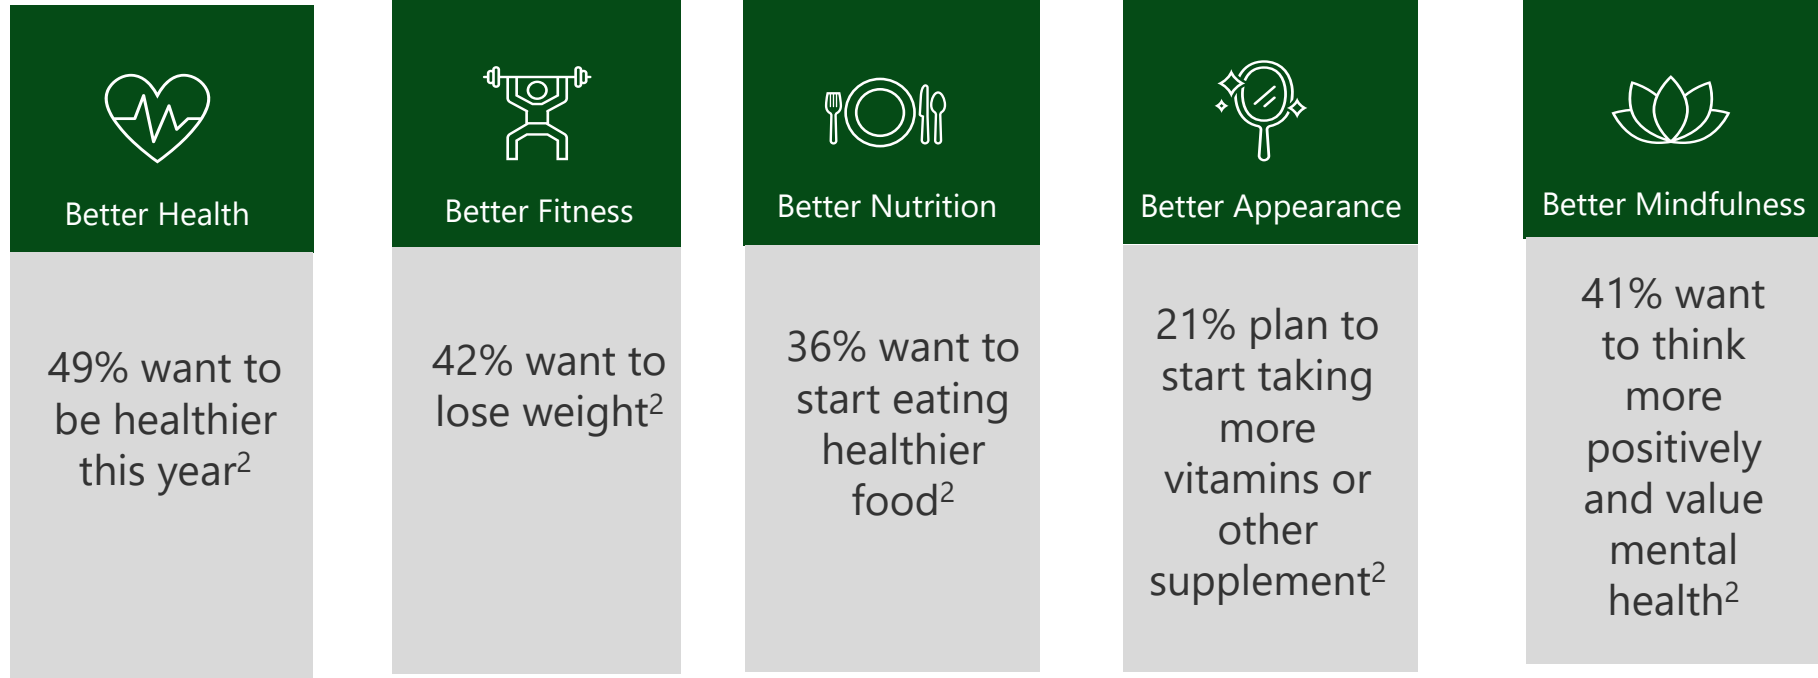 Better Health
49% want to
be healthier
this year²
Better Fitness
42% want to
lose weight²
Better Nutrition
36% want to
start eating
healthier
food²
Better Appearance
21% plan to
start taking
more
vitamins or
other
supplement²
Better Mindfulness
41% want
to think
more
positively
and value
mental
health²